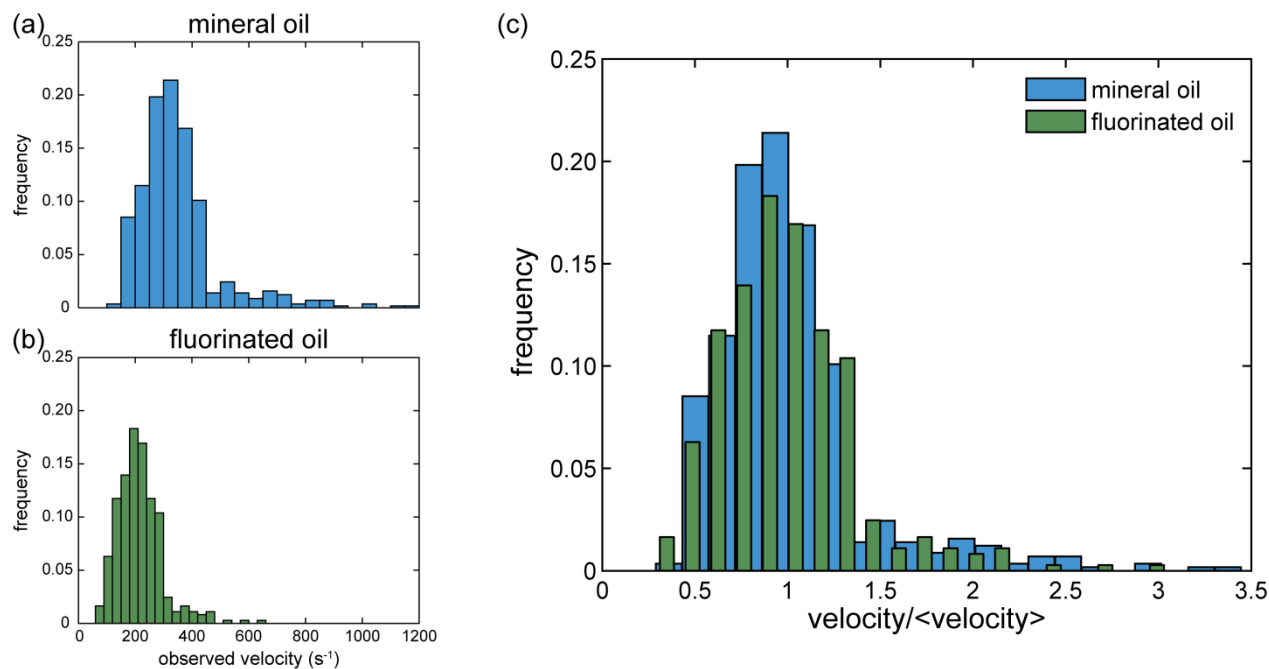 (a)
mineral oil
0.25
0.20
0.15
0.10
0.05
0
frequency
(b)
fluorinated oil
0.25
0.20
0.15
0.10
0.05
0
frequency
0 200 400 600 800 1000 1200
observed velocity (s⁻¹)
(c)
0.25
0.20
0.15
0.10
0.05
0
frequency
mineral oil
fluorinated oil
0.5 1 1.5 2 2.5 3 3.5
velocity/<velocity>